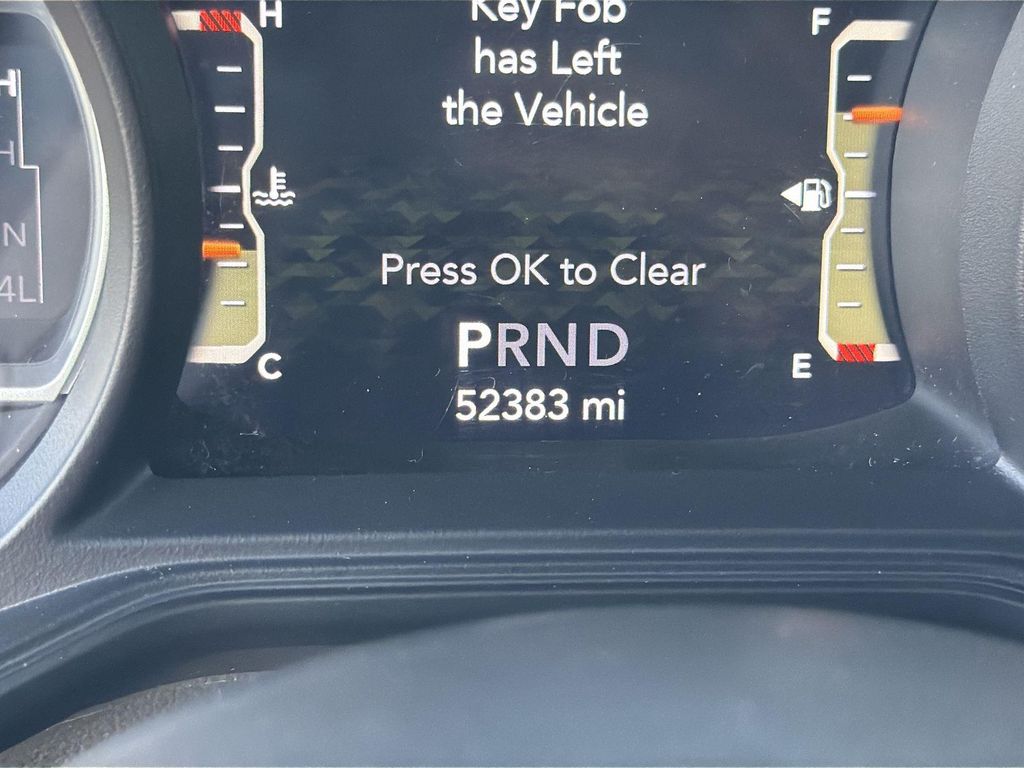 H
Key Fob
has Left
the Vehicle
F
H
H
N
4L
Press OK to Clear
PRND
C
E
52383 mi